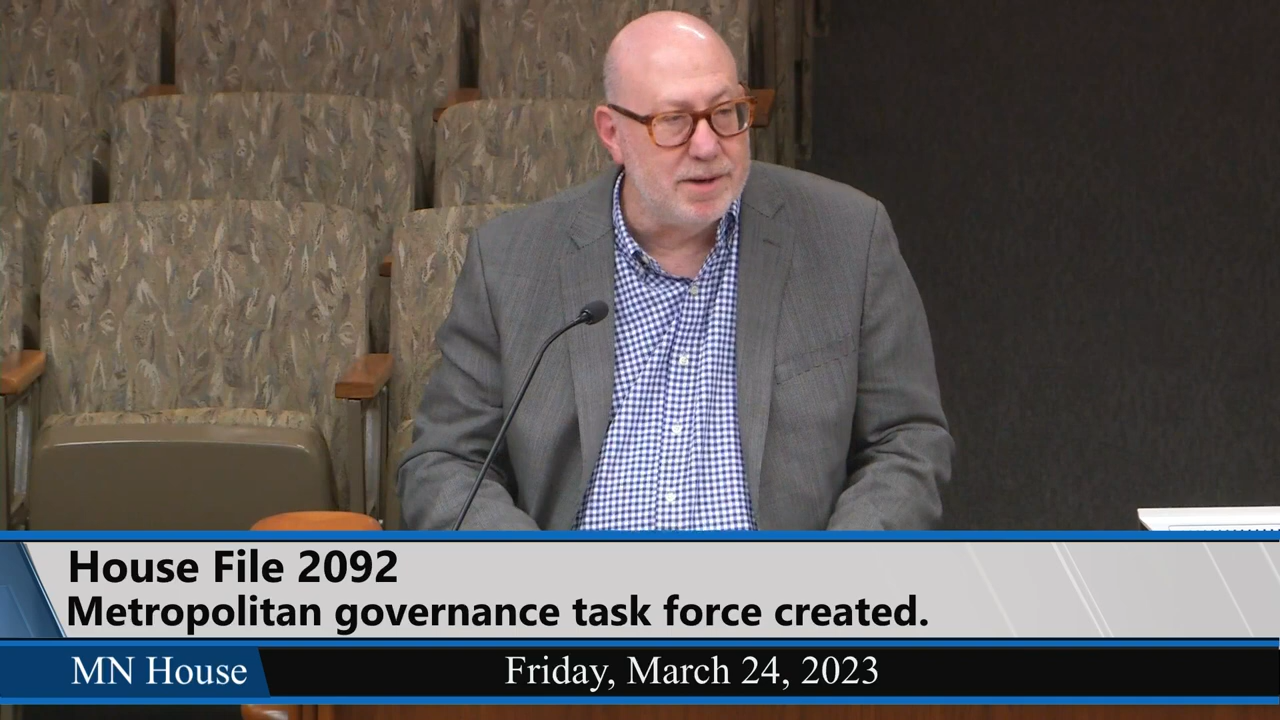 House File 2092
Metropolitan governance task force created.
MN House
Friday, March 24, 2023